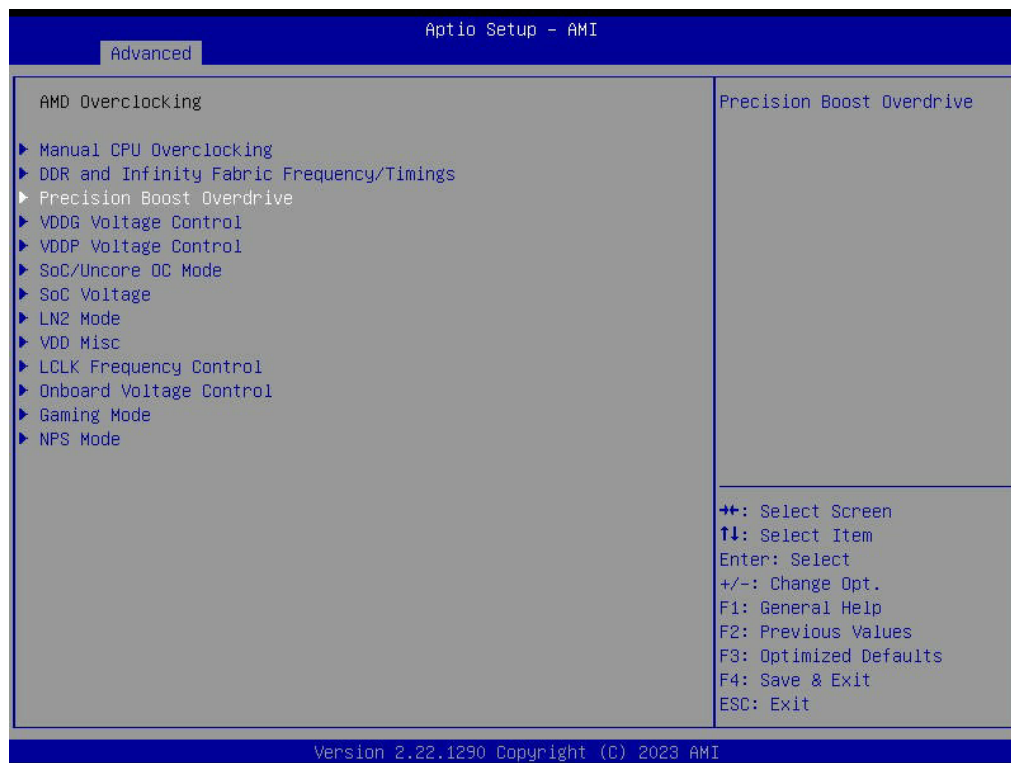 Aptio Setup - AMI
Advanced
AMD Overclocking
Manual CPU Overclocking
DDR and Infinity Fabric Frequency/Timings
Precision Boost Overdrive
VDDG Voltage Control
VDDP Voltage Control
SoC/Uncore OC Mode
SoC Voltage
LN2 Mode
VDD Misc
LCLK Frequency Control
Onboard Voltage Control
Gaming Mode
NPS Mode
Precision Boost Overdrive
→←: Select Screen
↑↓: Select Item
Enter: Select
+/-: Change Opt.
F1: General Help
F2: Previous Values
F3: Optimized Defaults
F4: Save & Exit
ESC: Exit
Version 2.22.1290 Copyright (C) 2023 AMI